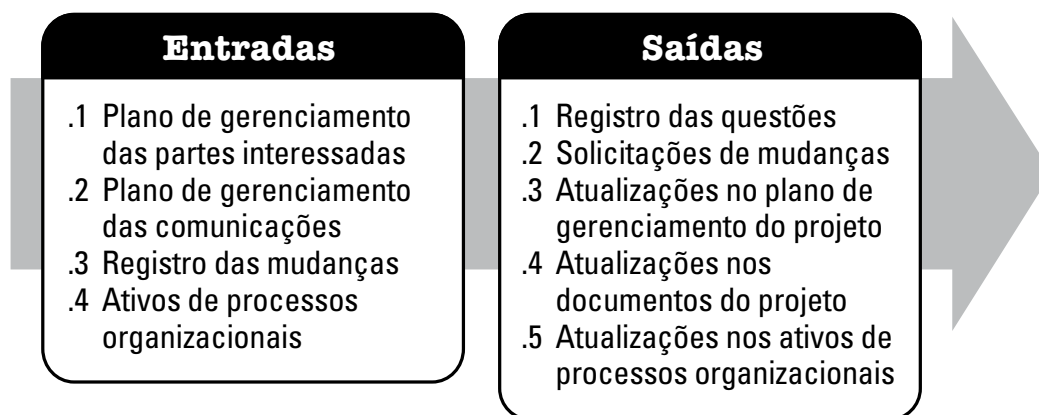 Entradas
.1 Plano de gerenciamento
das partes interessadas
.2 Plano de gerenciamento
das comunicações
.3 Registro das mudanças
.4 Ativos de processos
organizacionais
Saídas
.1 Registro das questões
.2 Solicitações de mudanças
.3 Atualizações no plano de
gerenciamento do projeto
.4 Atualizações nos
documentos do projeto
.5 Atualizações nos ativos de
processos organizacionais